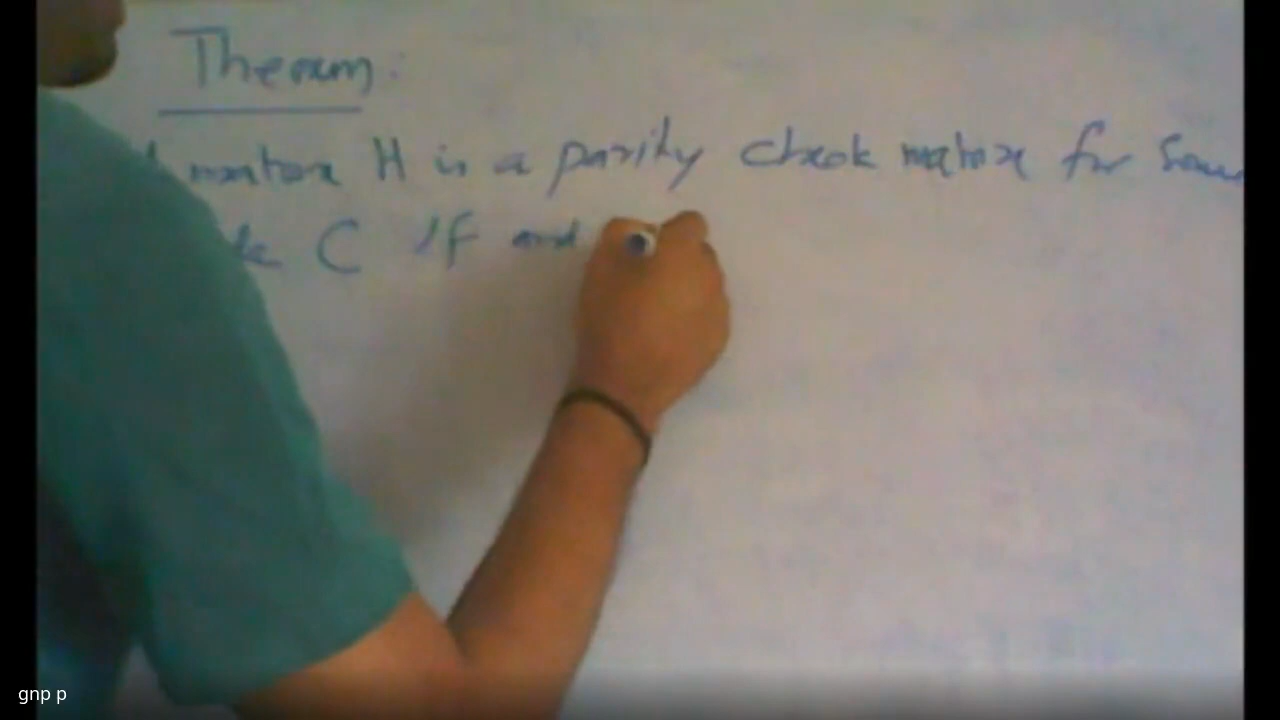 Theorem:
matrix H is a parity check matrix for Some
C if and
gnp p